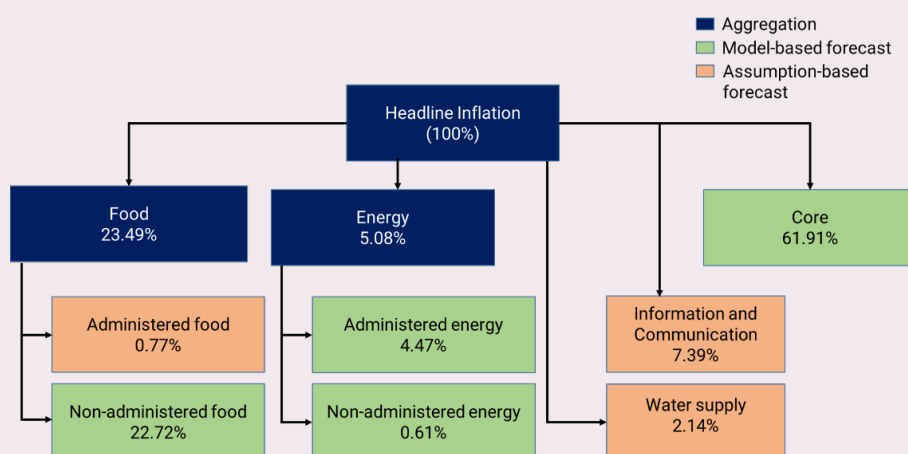 Aggregation
Model-based forecast
Assumption-based
forecast
Headline Inflation
(100%)
Food
23.49%
Energy
5.08%
Core
61.91%
Administered food
0.77%
Administered energy
4.47%
Information and
Communication
7.39%
Non-administered food
22.72%
Non-administered energy
0.61%
Water supply
2.14%